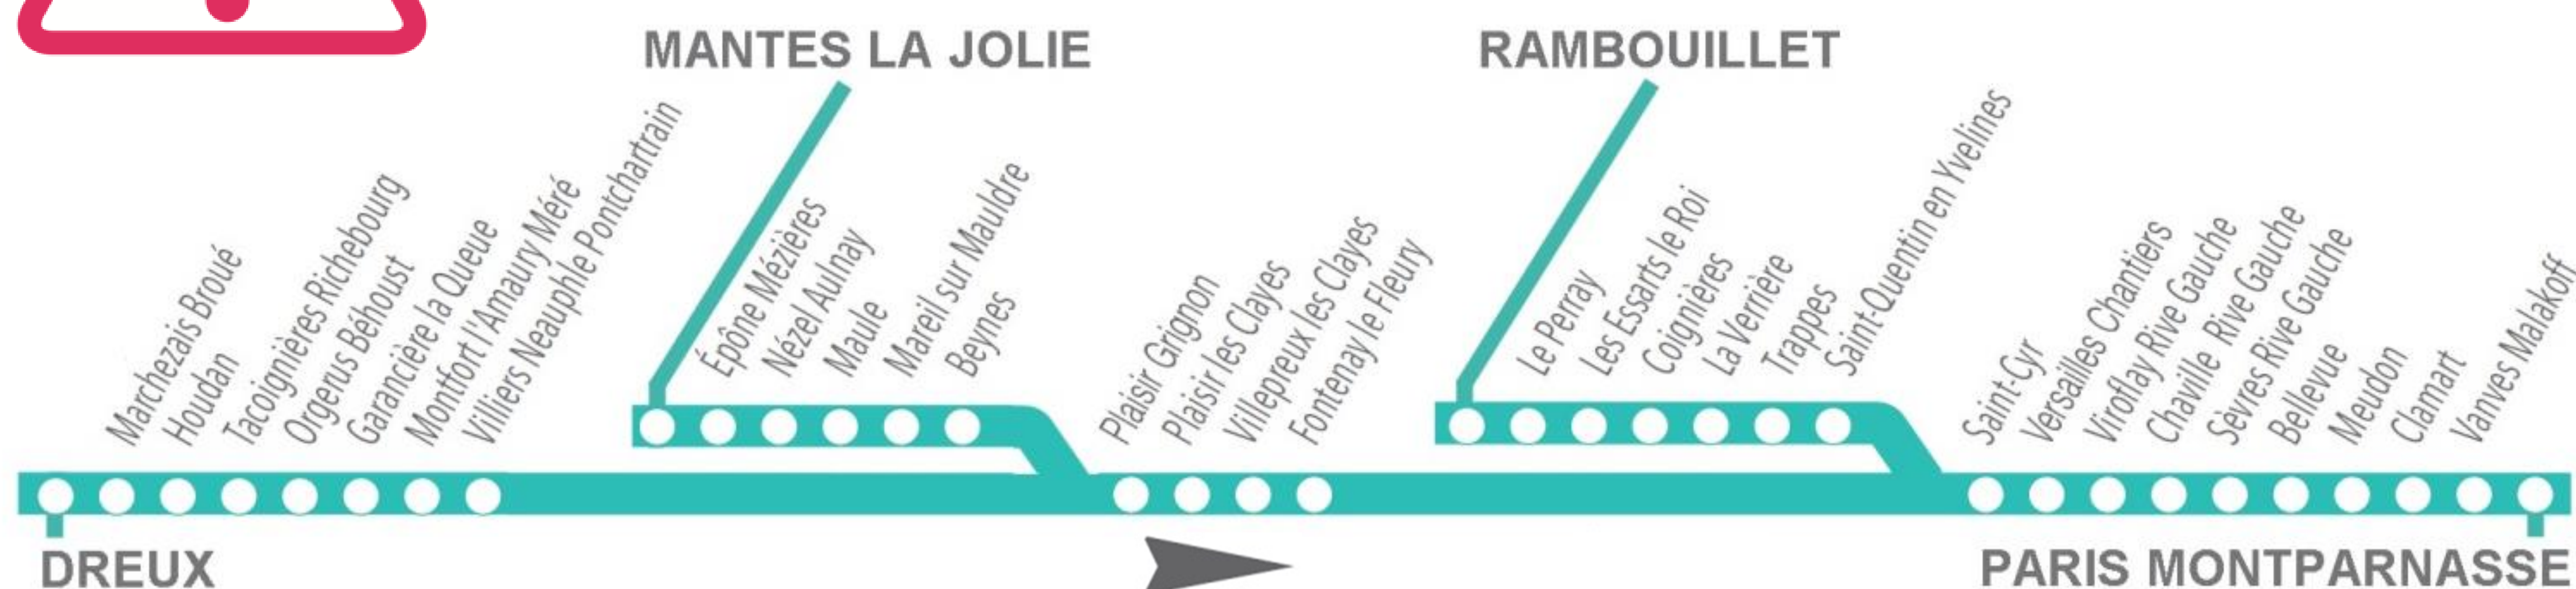 MANTES LA JOLIE
RAMBOUILLET
Marchezais Broué
Houdan
Tacoignières Richebourg
Orgerus Béhoust
Garancière la Queue
Montfort l'Amaury Méré
Villiers Neauphle Pontchartrain
Épône Mézières
Nézel Aulnay
Maule
Mareil sur Mauldre
Beynes
Plaisir Grignon
Plaisir les Clayes
Villepreux les Clayes
Fontenay le Fleury
Le Perray
Les Essarts le Roi
Coignières
La Verrière
Trappes
Saint-Quentin en Yvelines
Saint-Cyr
Versailles Chantiers
Viroflay Rive Gauche
Chaville Rive Gauche
Sèvres Rive Gauche
Bellevue
Meudon
Clamart
Vanves Malakoff
DREUX
PARIS MONTPARNASSE